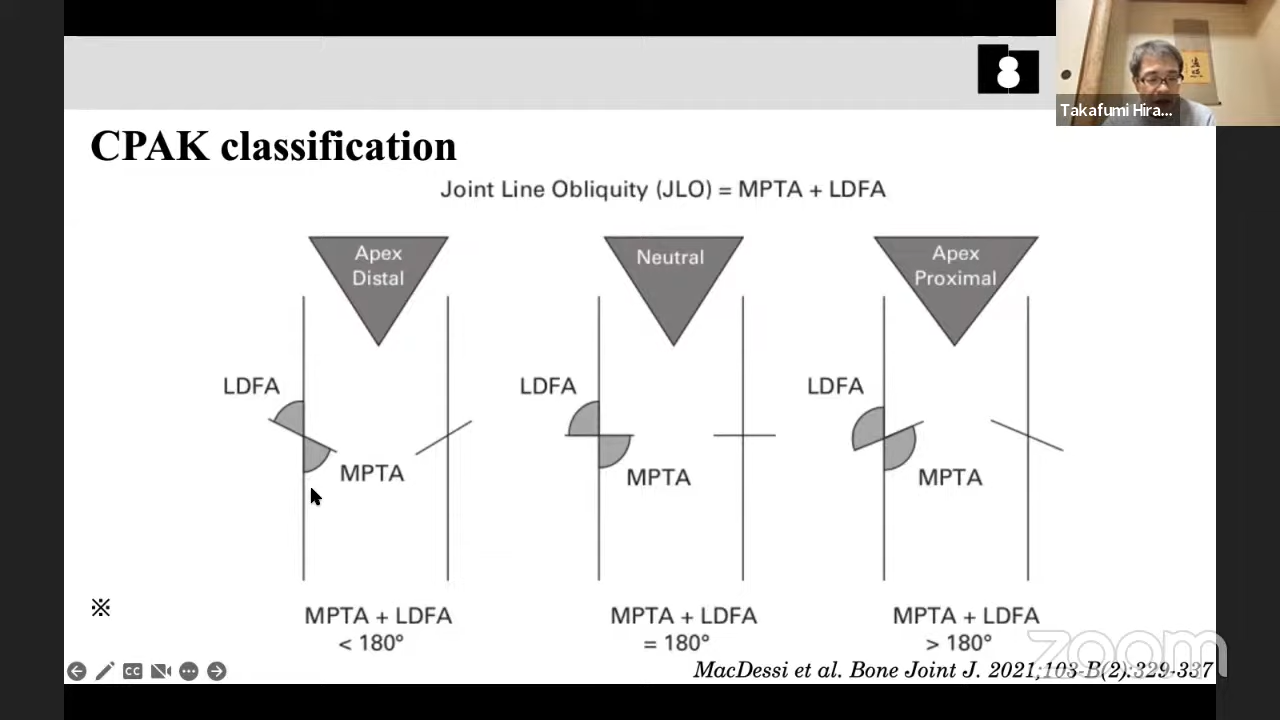 Takafumi Hira...
CPAK classification
Joint Line Obliquity (JLO) = MPTA + LDFA
Apex
Distal
Neutral
Apex
Proximal
LDFA
LDFA
LDFA
MPTA
MPTA
MPTA
※
MPTA + LDFA
< 180°
MPTA + LDFA
= 180°
MPTA + LDFA
> 180°
zoom
CC
MacDessi et al. Bone Joint J. 2021;103-B(2):329-337